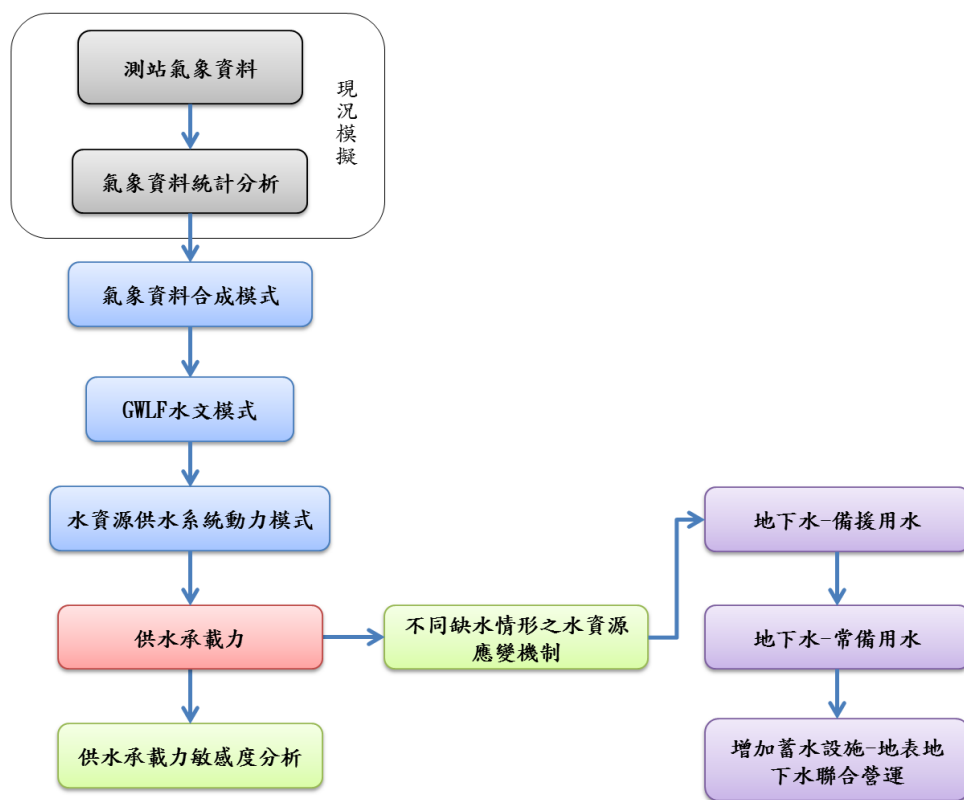 測站氣象資料
現況模擬
氣象資料統計分析
氣象資料合成模式
GWLF水文模式
水資源供水系統動力模式
供水承載力
供水承載力敏感度分析
不同缺水情形之水資源
應變機制
地下水-備援用水
地下水-常備用水
增加蓄水設施-地表地
下水聯合營運